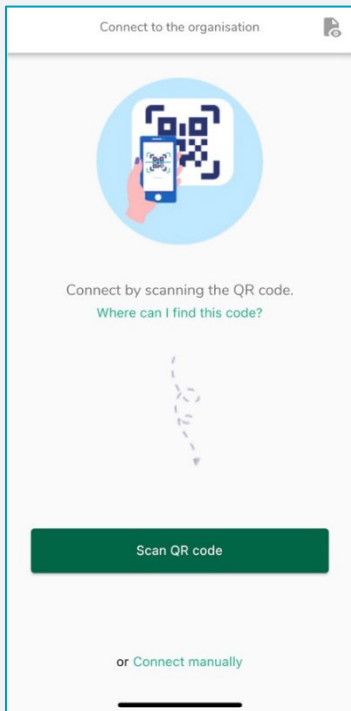 Connect to the organisation
Connect by scanning the QR code.
Where can I find this code?
Scan QR code
or Connect manually